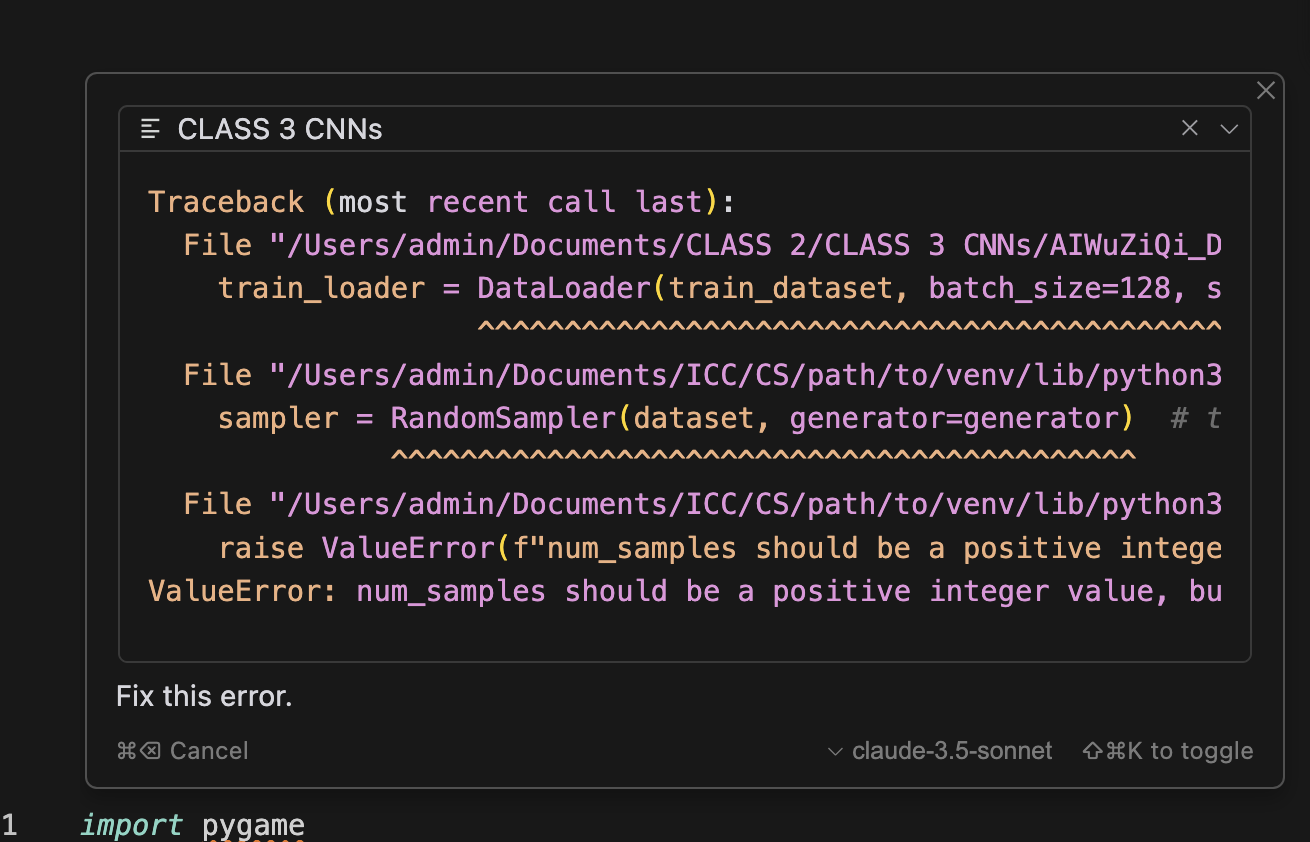 CLASS 3 CNNs
Traceback (most recent call last):
File "/Users/admin/Documents/CLASS 2/CLASS 3 CNNs/AIWuZiQi_D
train_loader = DataLoader(train_dataset, batch_size=128, s
^^^^^^^^^^^^^^^^^^^^^^^^^^^^^^^^^^^^^^^^^^^
File "/Users/admin/Documents/ICC/CS/path/to/venv/lib/python3
sampler = RandomSampler(dataset, generator=generator)  # t
^^^^^^^^^^^^^^^^^^^^^^^^^^^^^^^^^^^^^^^^^^^
File "/Users/admin/Documents/ICC/CS/path/to/venv/lib/python3
raise ValueError(f"num_samples should be a positive intege
ValueError: num_samples should be a positive integer value, bu
Fix this error.
⌘⌫ Cancel
claude-3.5-sonnet
⇧⌘K to toggle
1 import pygame